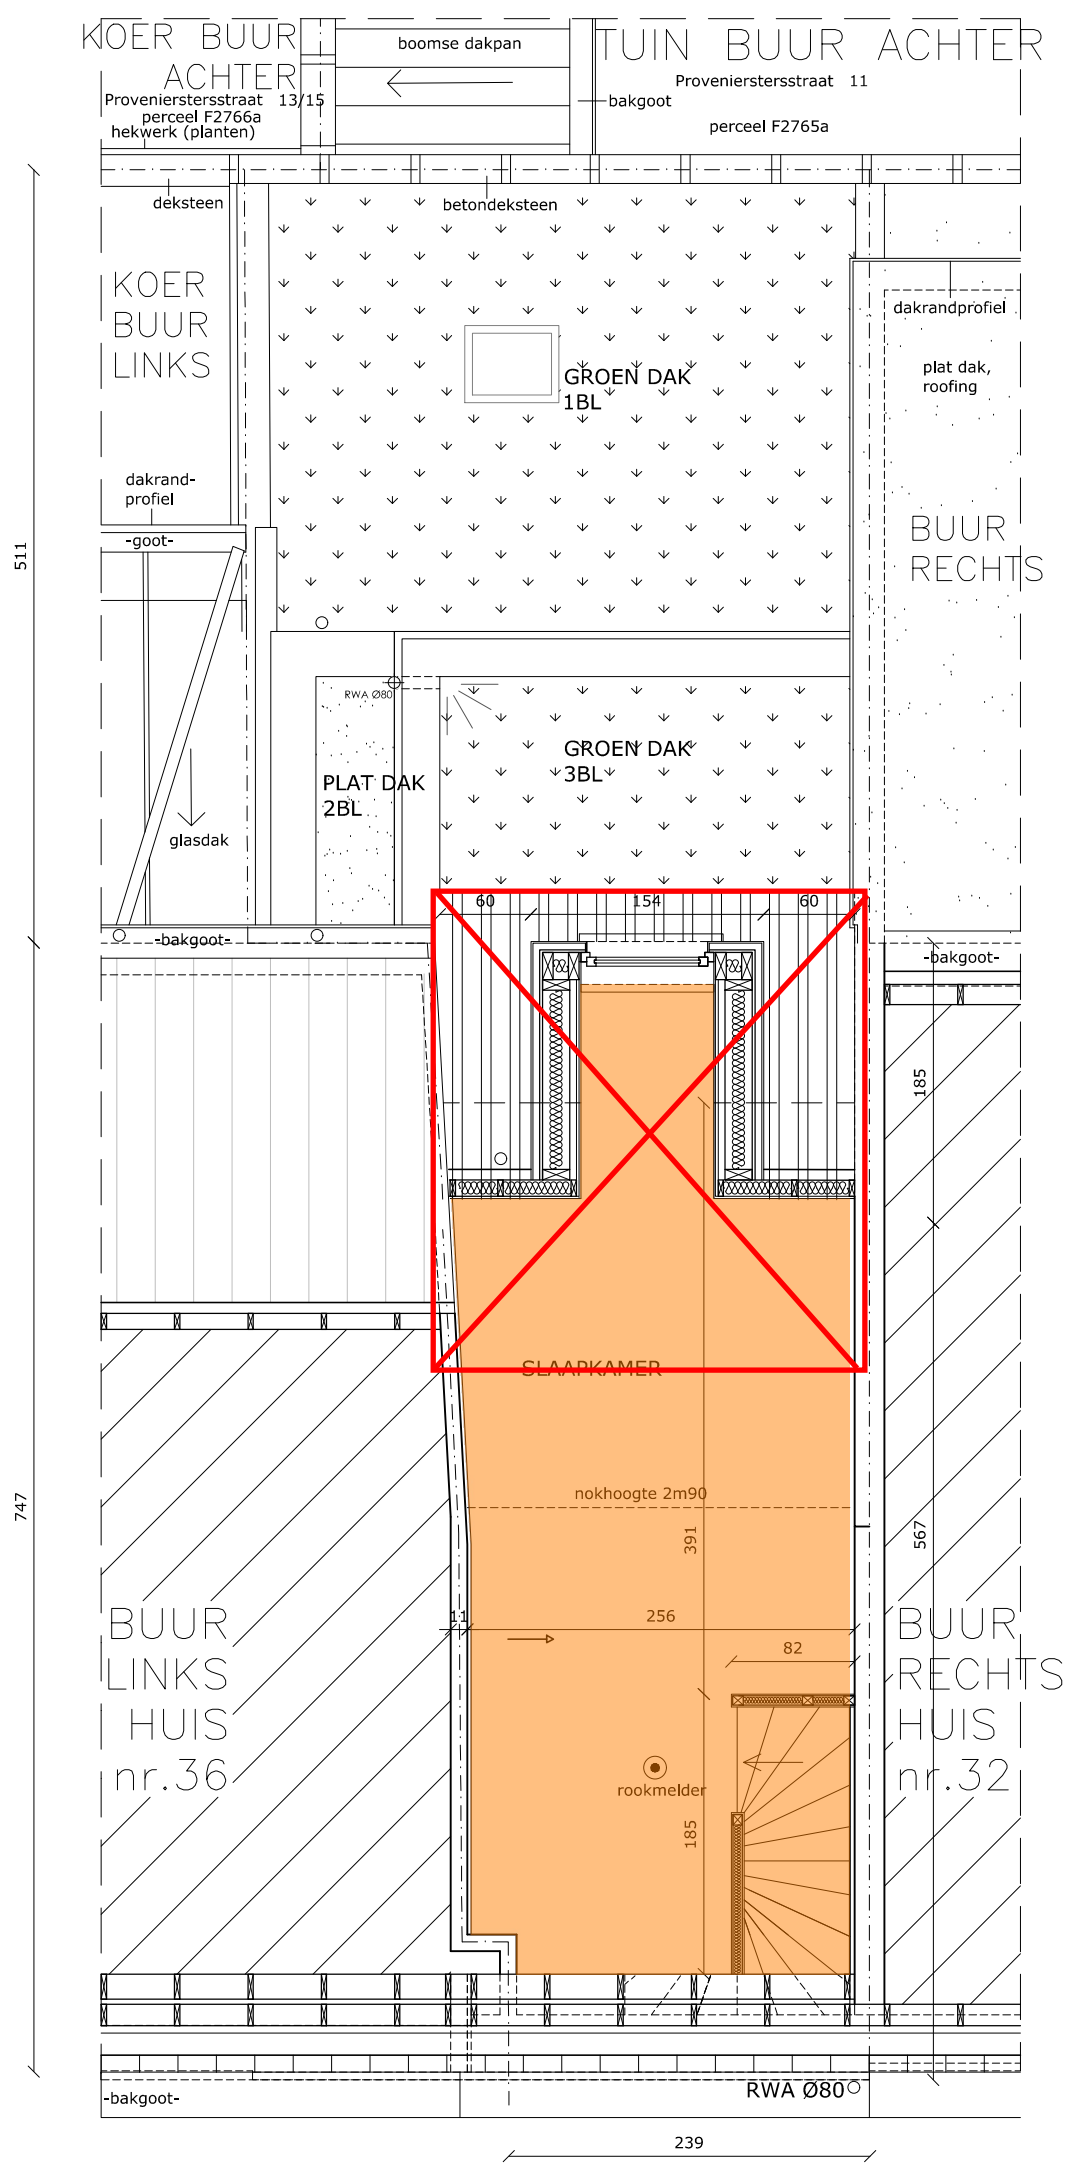 KOER BUUR
ACHTER
Provenierstersstraat 13/15
perceel F2766a
hekwerk (planten)
boomse dakpan
bakgoot
TUIN BUUR ACHTER
Provenierstersstraat 11
perceel F2765a
deksteen
betondeksteen
KOER
BUUR
LINKS
dakrandprofiel
plat dak,
roofing
GROEN DAK
1BL
dakrand-
profiel
-goot-
BUUR
RECHTS
511
RWA Ø80
GROEN DAK
3BL
PLAT DAK
2BL
glasdak
60
154
60
-bakgoot-
-bakgoot-
185
SLAAPKAMER
nokhoogte 2m90
747
391
567
11
256
82
BUUR
LINKS
HUIS
nr.36
BUUR
RECHTS
HUIS
nr.32
rookmelder
185
RWA Ø80
-bakgoot-
239